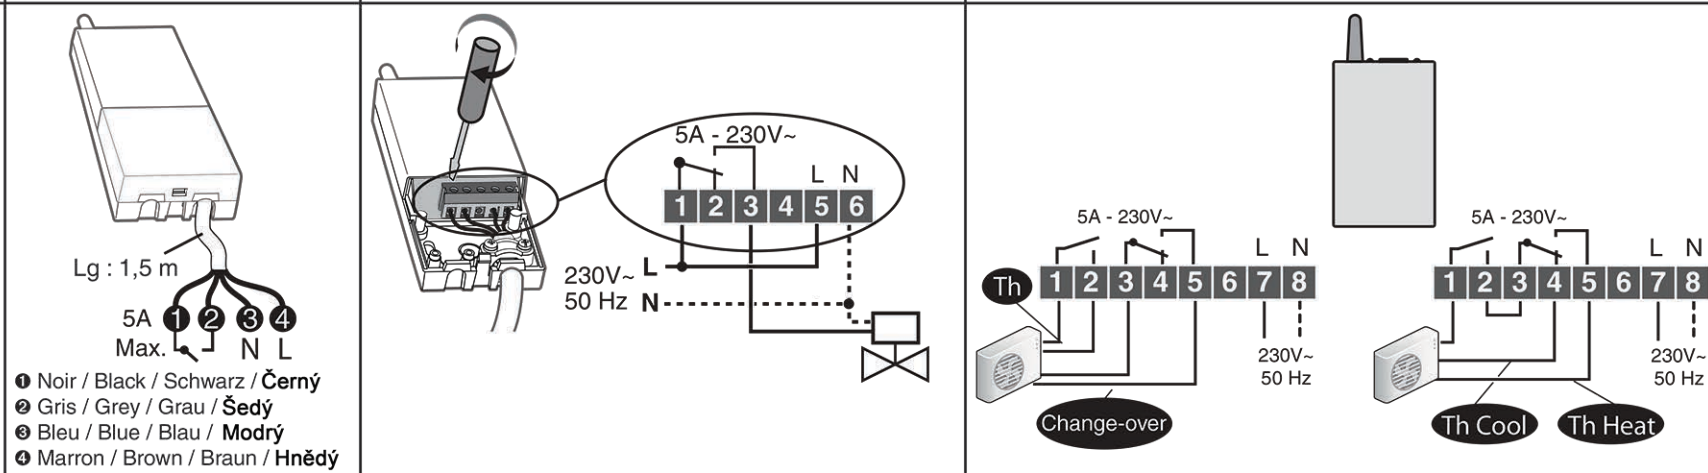 Lg : 1,5 m
5A 1 2 3 4
Max. N L
❶ Noir / Black / Schwarz / Černý
❷ Gris / Grey / Grau / Šedý
❸ Bleu / Blue / Blau / Modrý
❹ Marron / Brown / Braun / Hnědý
5A - 230V~
L N
1 2 3 4 5 6
230V~ L
50 Hz N
5A - 230V~
L N
Th 1 2 3 4 5 6 7 8
230V~
50 Hz
Change-over
5A - 230V~
L N
1 2 3 4 5 6 7 8
230V~
50 Hz
Th Cool Th Heat